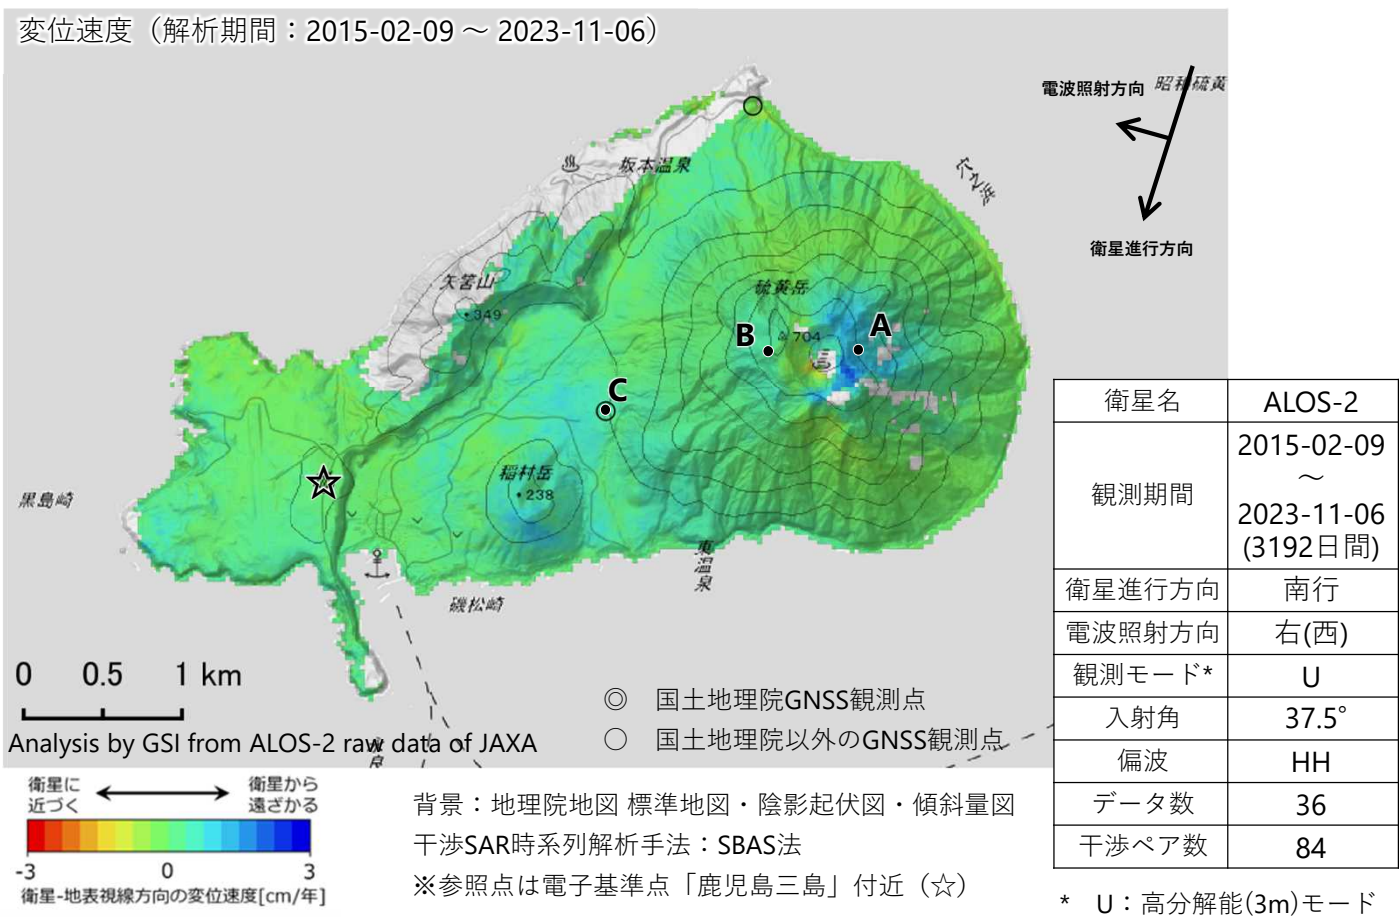 変位速度（解析期間：2015-02-09 ～ 2023-11-06）
電波照射方向
昭和硫黄
衛星進行方向
坂本温泉
穴之浜
矢筈山
349
硫黄岳
704
A
B
C
稲村岳
238
黒島崎
東温泉
磯松崎
0 0.5 1 km
◎ 国土地理院GNSS観測点
○ 国土地理院以外のGNSS観測点
Analysis by GSI from ALOS-2 raw data of JAXA
衛星に近づく
衛星から遠ざかる
-3 0 3
衛星-地表視線方向の変位速度[cm/年]
背景：地理院地図 標準地図・陰影起伏図・傾斜量図
干渉SAR時系列解析手法：SBAS法
※参照点は電子基準点「鹿児島三島」付近（☆）
衛星名 ALOS-2
観測期間 2015-02-09
～
2023-11-06
(3192日間)
衛星進行方向 南行
電波照射方向 右(西)
観測モード* U
入射角 37.5°
偏波 HH
データ数 36
干渉ペア数 84
* U：高分解能(3m)モード